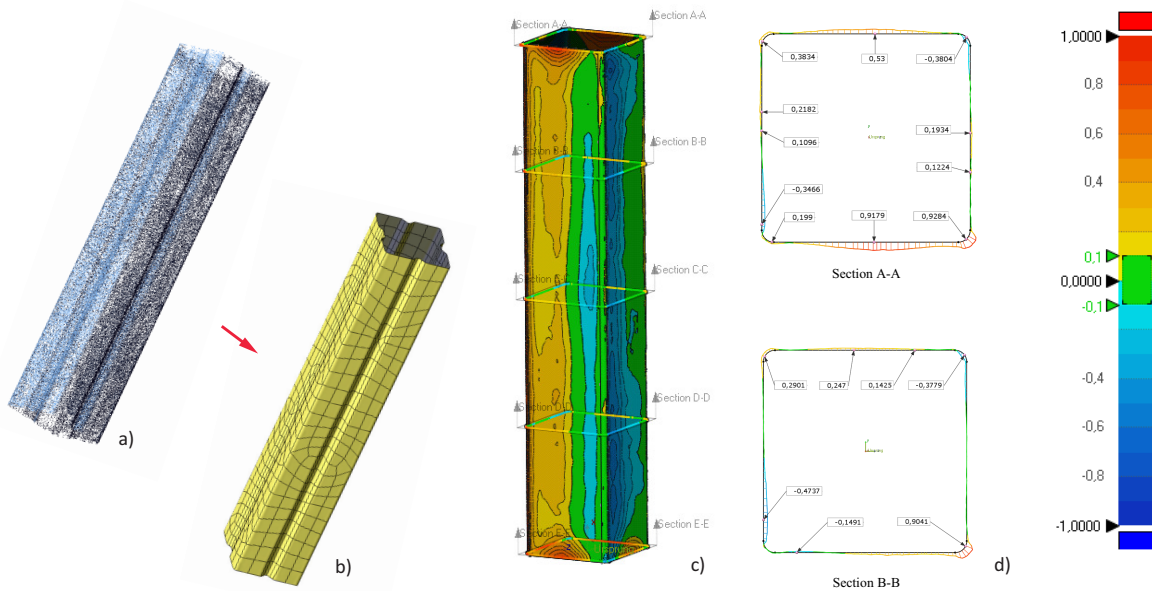 a)
b)
Section A-A
Section A-A
Section B-B
Section B-B
Section C-C
Section D-D
Section D-D
Section E-E
Section E-E
x
z
c)
0,3834
0,53
-0,3804
0,2182
0,1096
0,1934
0,1224
-0,3466
0,199
0,9179
0,9284
Section A-A
0,2901
0,247
0,1425
-0,3779
-0,4737
-0,1491
0,9041
Section B-B
d)
1,0000
0,8
0,6
0,4
0,1
0,0000
-0,1
-0,4
-0,6
-0,8
-1,0000